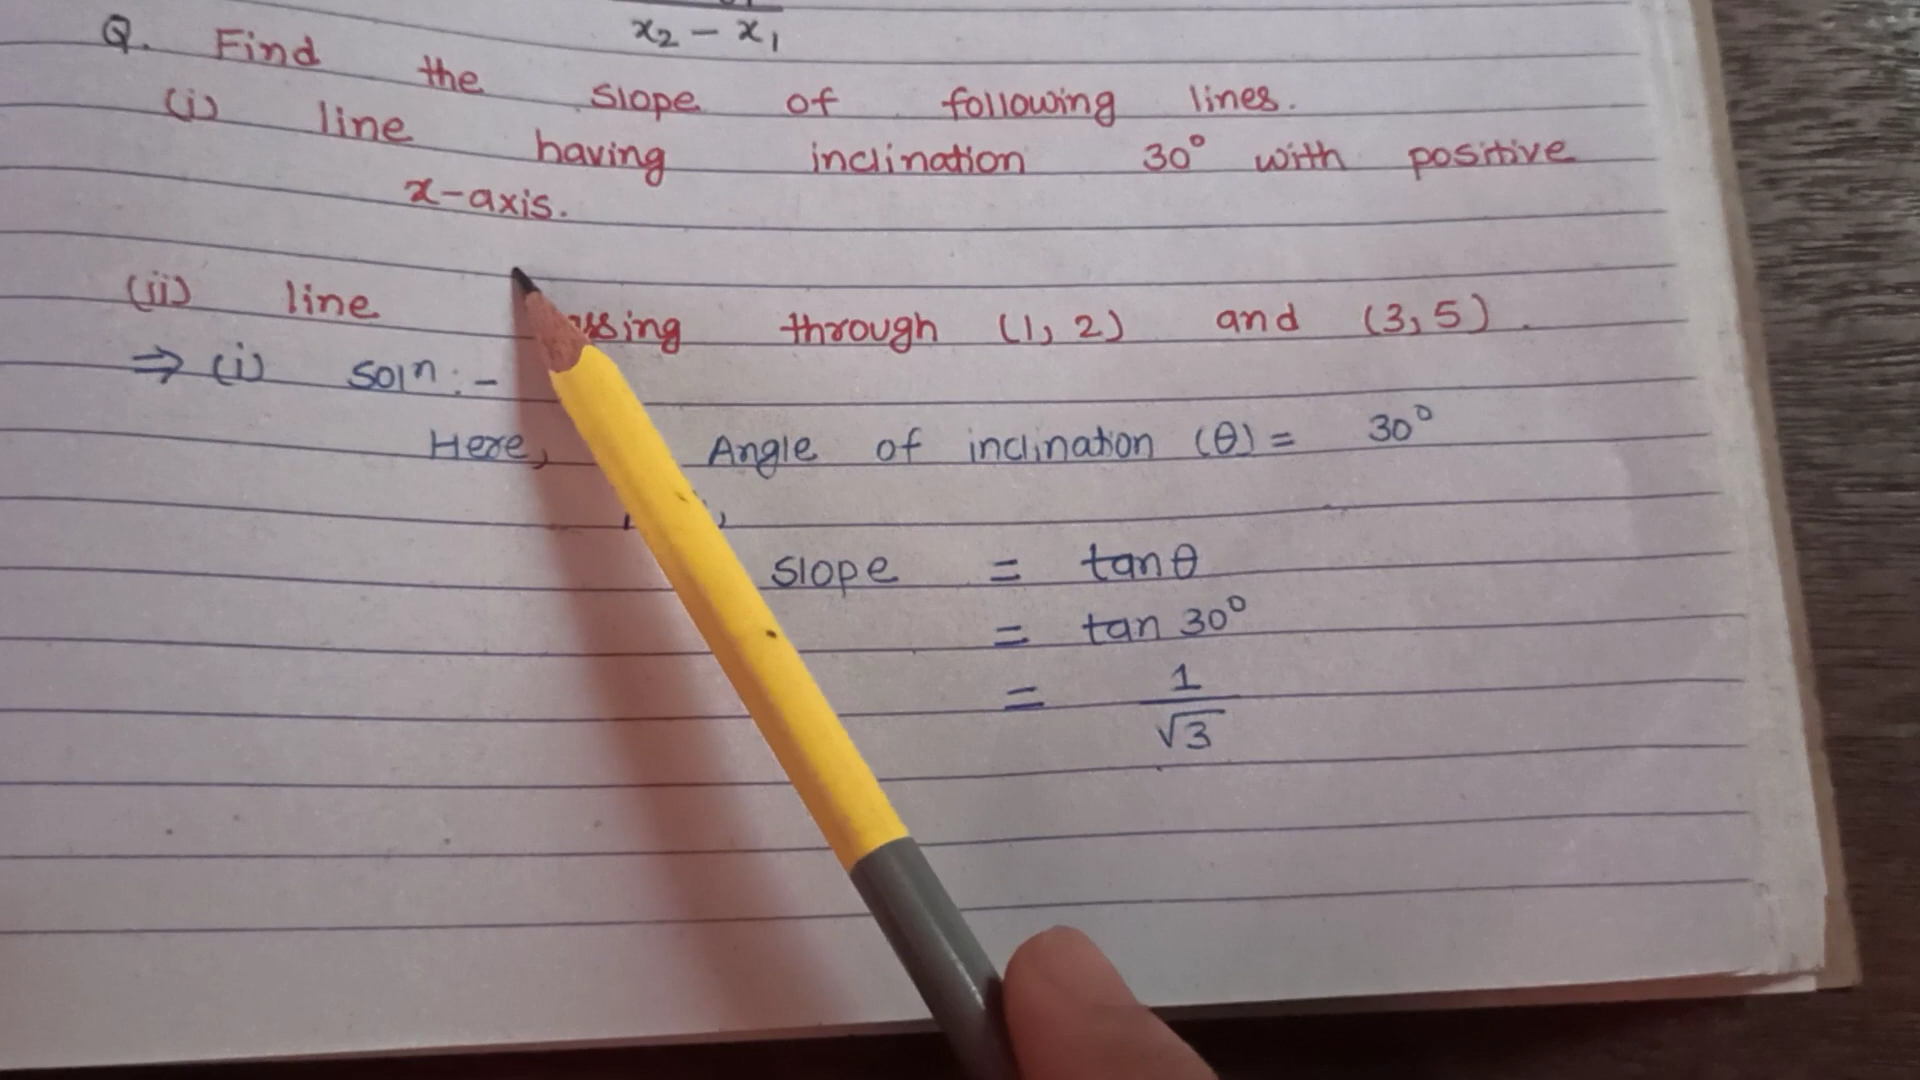 x₂ - x₁
Q. Find the slope of following lines.
(i) line having inclination 30° with positive
x-axis.
(ii) line through (1, 2) and (3, 5).
⇒ (i) solⁿ:-
Here, Angle of inclination (θ) = 30°
slope = tanθ
= tan 30°
= 1/√3